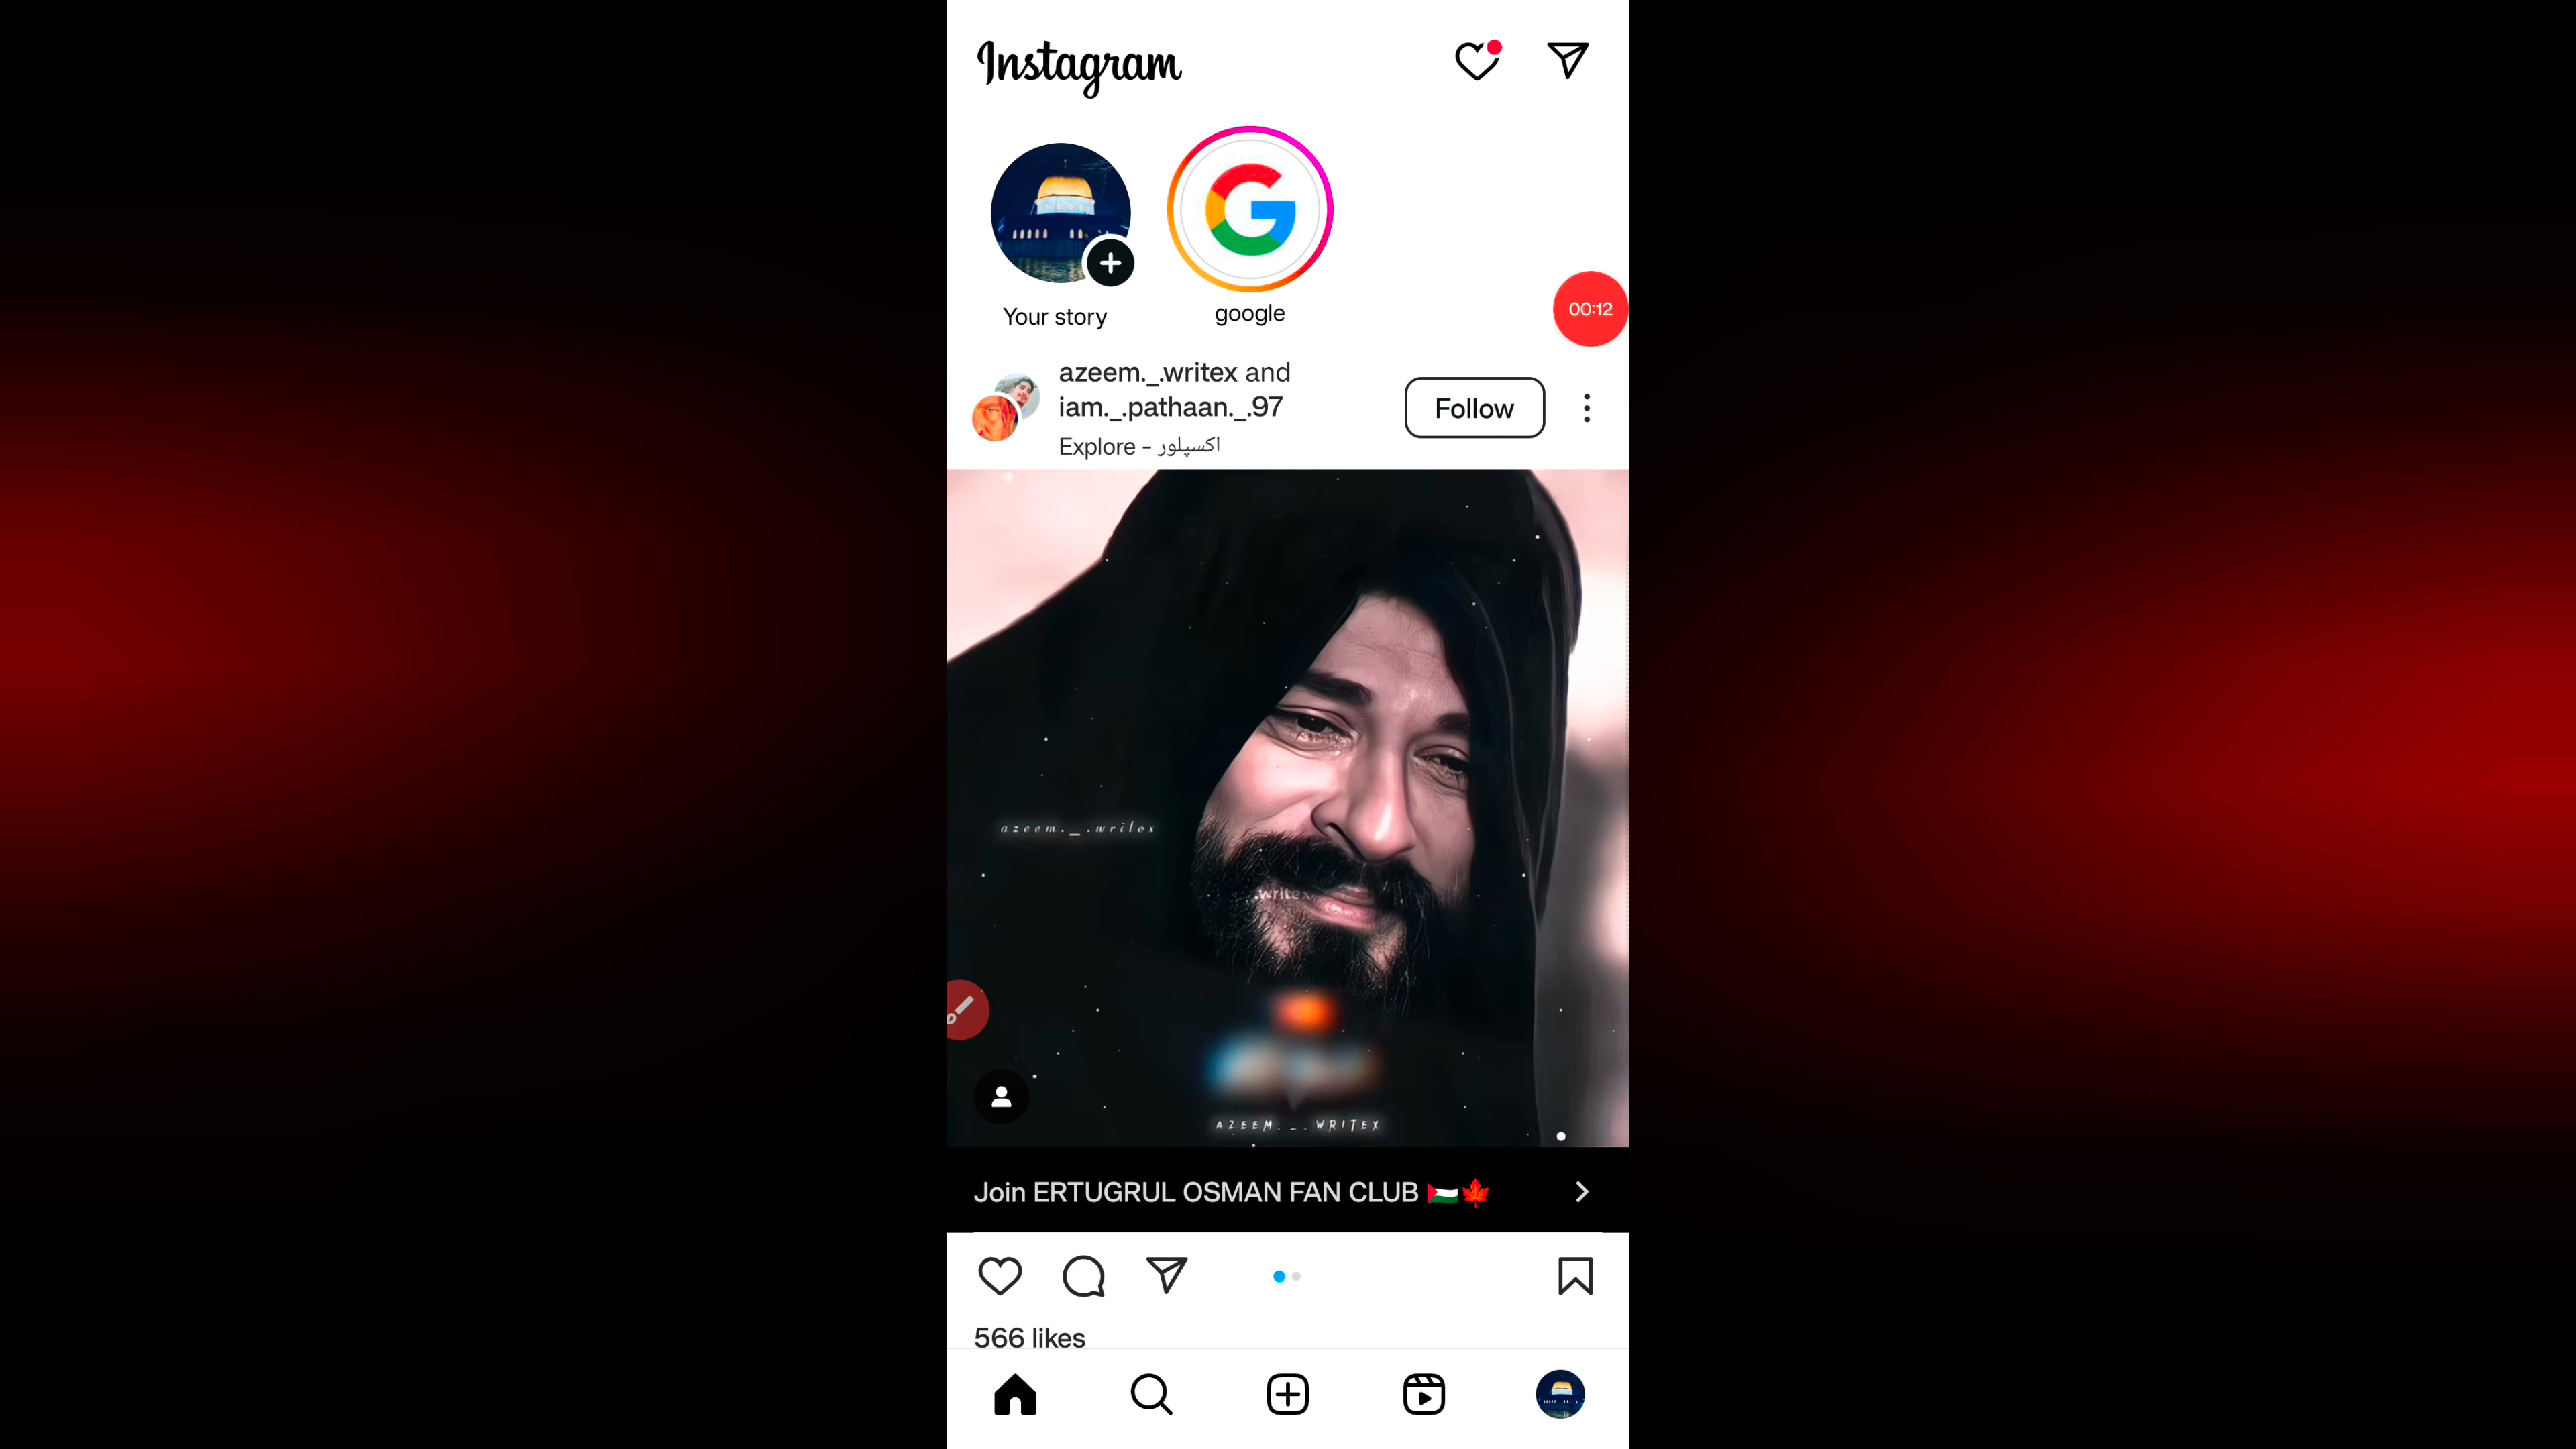 Instagram
Your story
google
00:12
azeem._.writex and
iam._.pathaan._.97
Explore - اکسپلور
Follow
azeem._.writex
.writex
AZEEM._.WRITEX
Join ERTUGRUL OSMAN FAN CLUB 🇵🇸🍁
566 likes